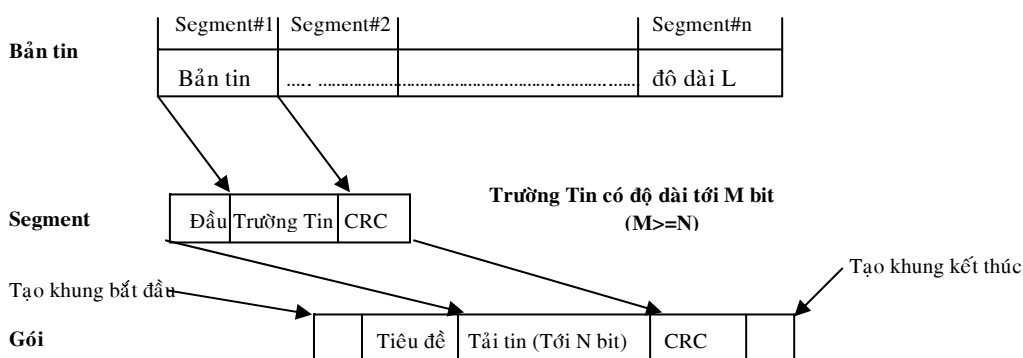 Segment#1 Segment#2 Segment#n
Bản tin
Bản tin ..... ................................................................................ đô dài L
Trường Tin có độ dài tới M bit
(M>=N)
Segment Đầu Trường Tin CRC
Tạo khung kết thúc
Tạo khung bắt đầu
Gói Tiêu đề Tải tin (Tới N bit) CRC